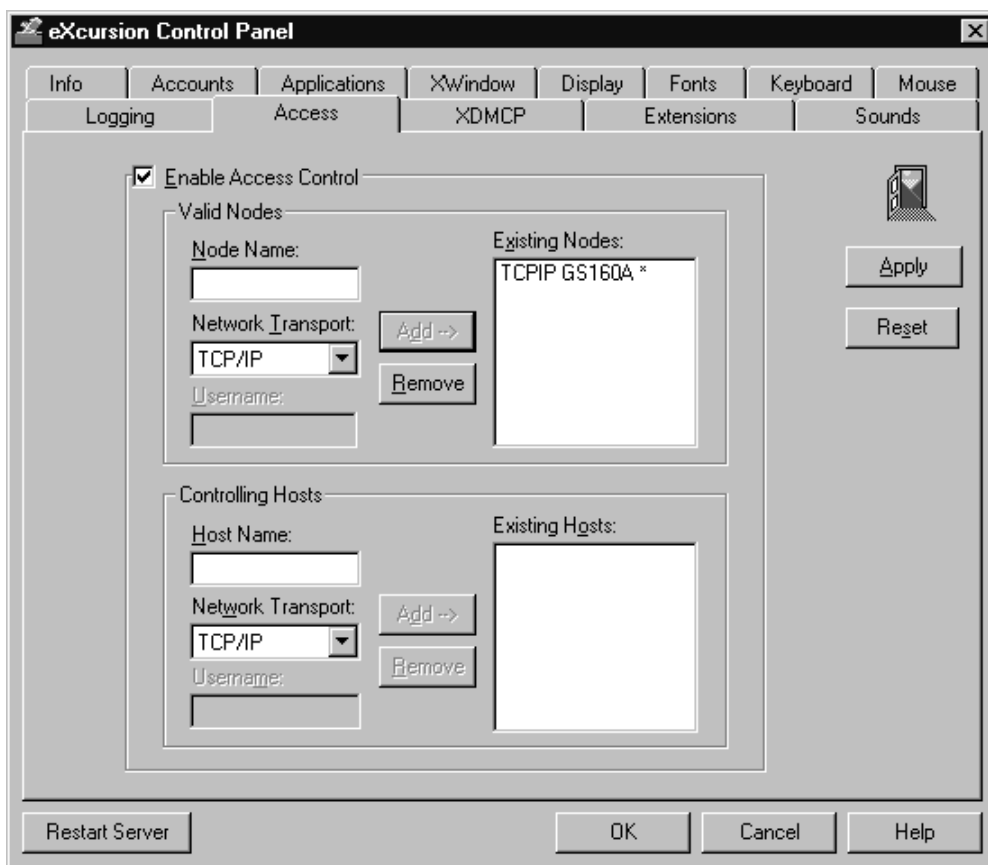 eXcursion Control Panel
Info Accounts Applications XWindow Display Fonts Keyboard Mouse
Logging Access XDMCP Extensions Sounds
Enable Access Control
Valid Nodes
Node Name:
Existing Nodes:
TCPIP GS160A *
Network Transport:
TCP/IP
Add -->
Remove
Username:
Apply
Reset
Controlling Hosts
Host Name:
Existing Hosts:
Network Transport:
TCP/IP
Add -->
Remove
Username:
Restart Server OK Cancel Help